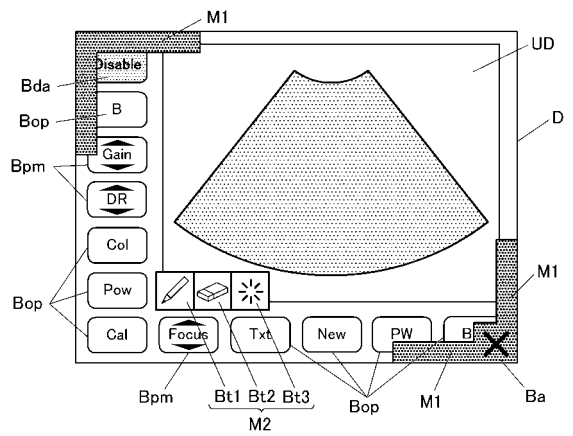 M1
UD
Disable
Bda
B
D
Bop
Gain
Bpm
DR
Col
M1
Pow
Bop
Cal
Focus
Txt
New
PW
B
Bpm
Bt1 Bt2 Bt3
Bop
M1
Ba
M2